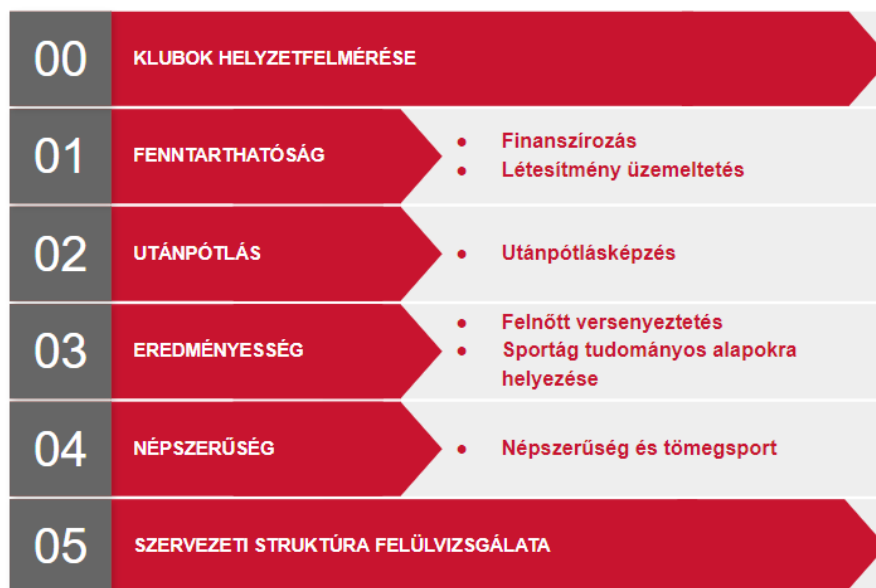 00
KLUBOK HELYZETFELMÉRÉSE
01
FENNTARTHATÓSÁG
• Finanszírozás
• Létesítmény üzemeltetés
02
UTÁNPÓTLÁS
• Utánpótlásképzés
03
EREDMÉNYESSÉG
• Felnőtt versenyeztetés
• Sportág tudományos alapokra
helyezése
04
NÉPSZERŰSÉG
• Népszerűség és tömegsport
05
SZERVEZETI STRUKTÚRA FELÜLVIZSGÁLATA